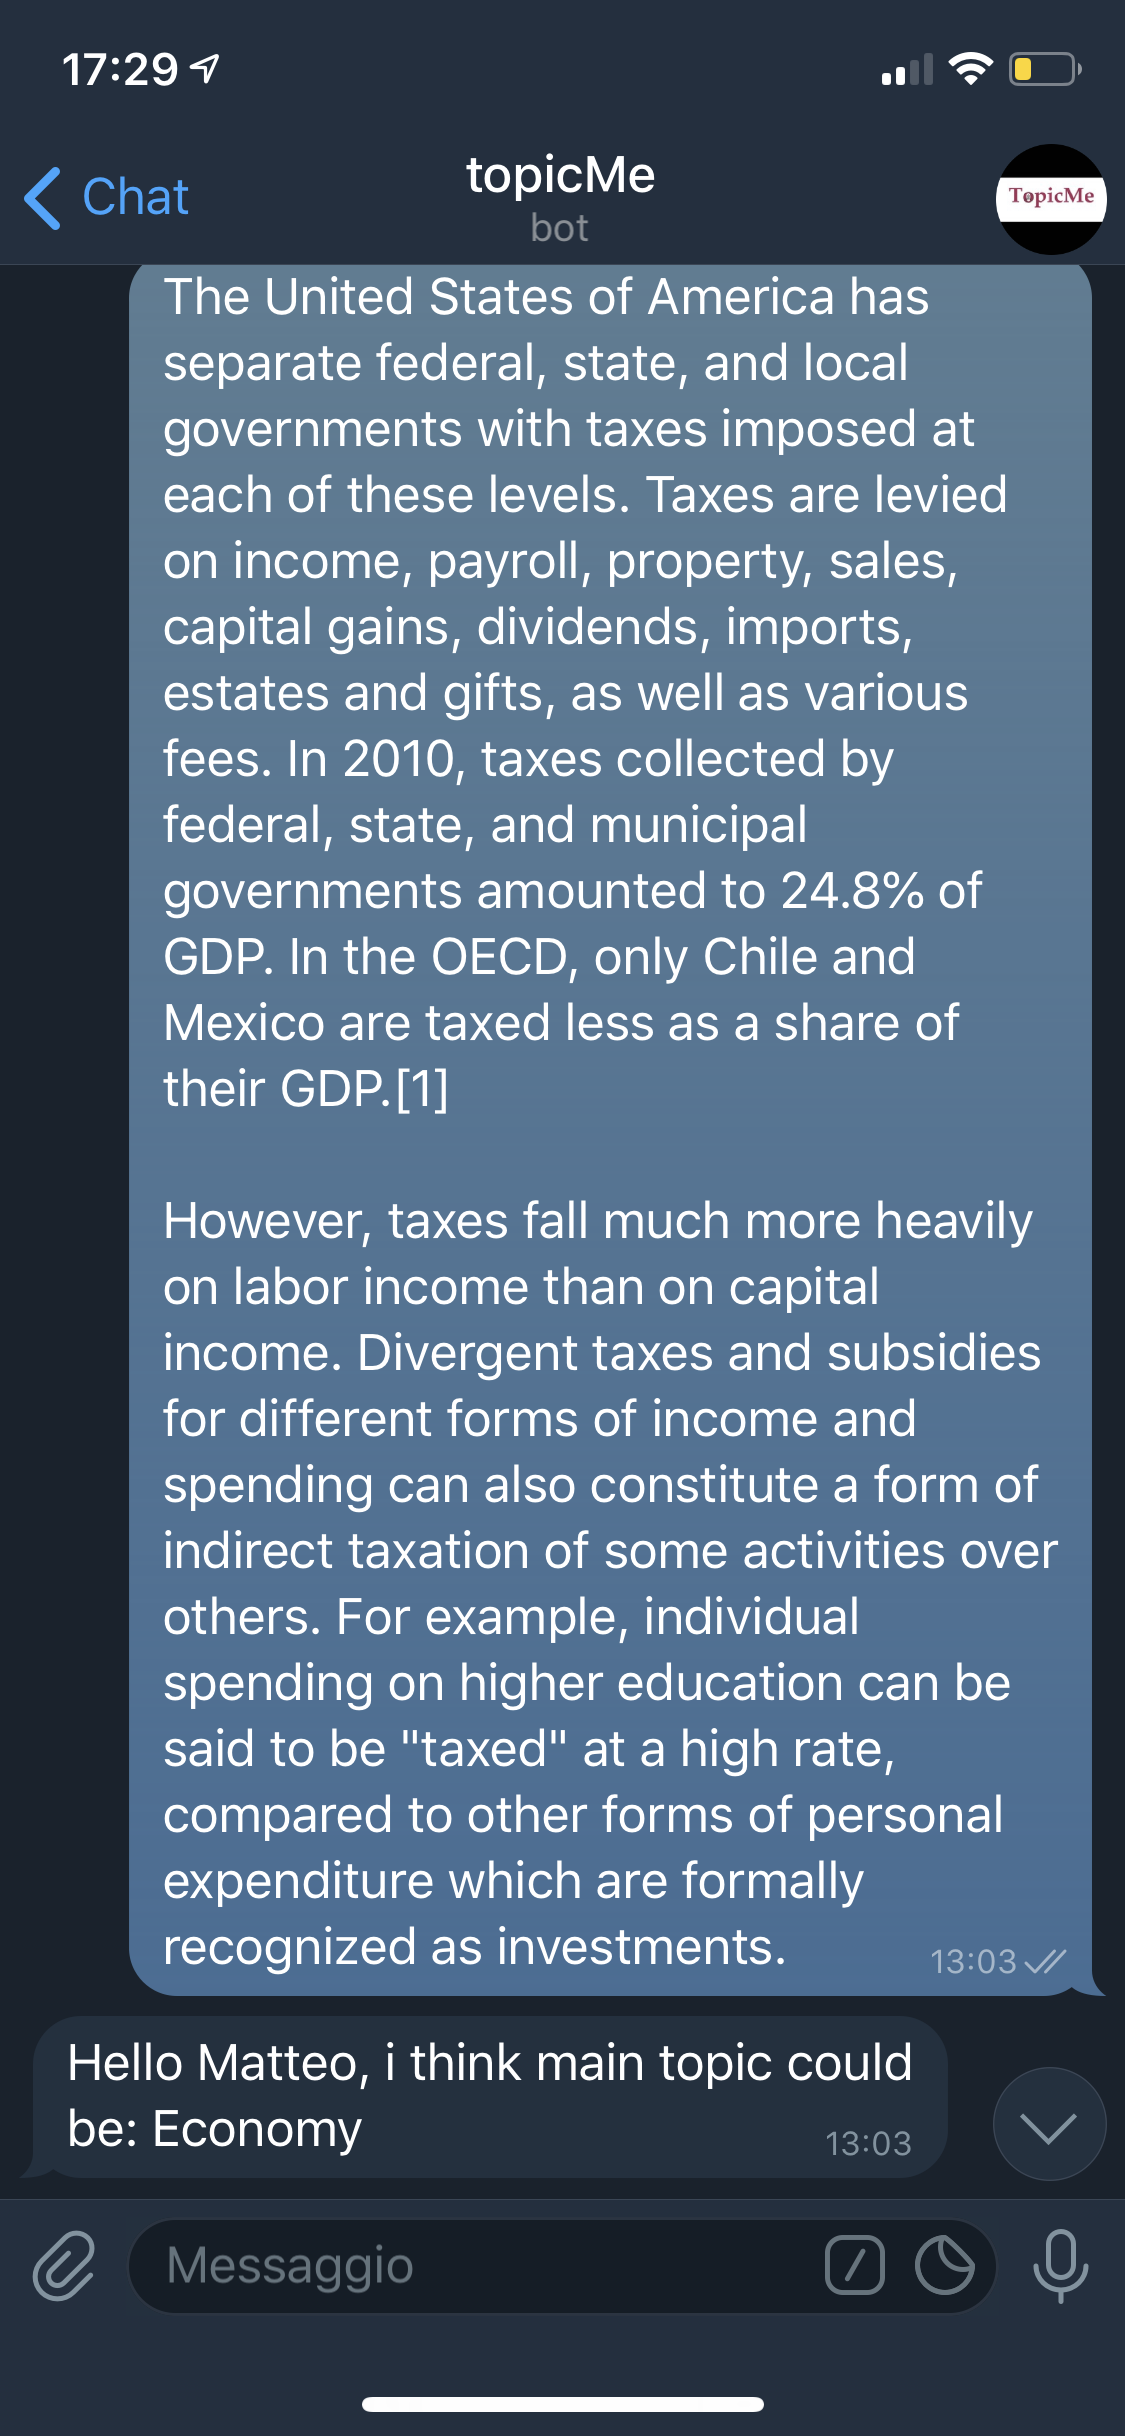 17:29
Chat
topicMe
bot
TopicMe
The United States of America has
separate federal, state, and local
governments with taxes imposed at
each of these levels. Taxes are levied
on income, payroll, property, sales,
capital gains, dividends, imports,
estates and gifts, as well as various
fees. In 2010, taxes collected by
federal, state, and municipal
governments amounted to 24.8% of
GDP. In the OECD, only Chile and
Mexico are taxed less as a share of
their GDP.[1]
However, taxes fall much more heavily
on labor income than on capital
income. Divergent taxes and subsidies
for different forms of income and
spending can also constitute a form of
indirect taxation of some activities over
others. For example, individual
spending on higher education can be
said to be "taxed" at a high rate,
compared to other forms of personal
expenditure which are formally
recognized as investments.
13:03
Hello Matteo, i think main topic could
be: Economy
13:03
Messaggio